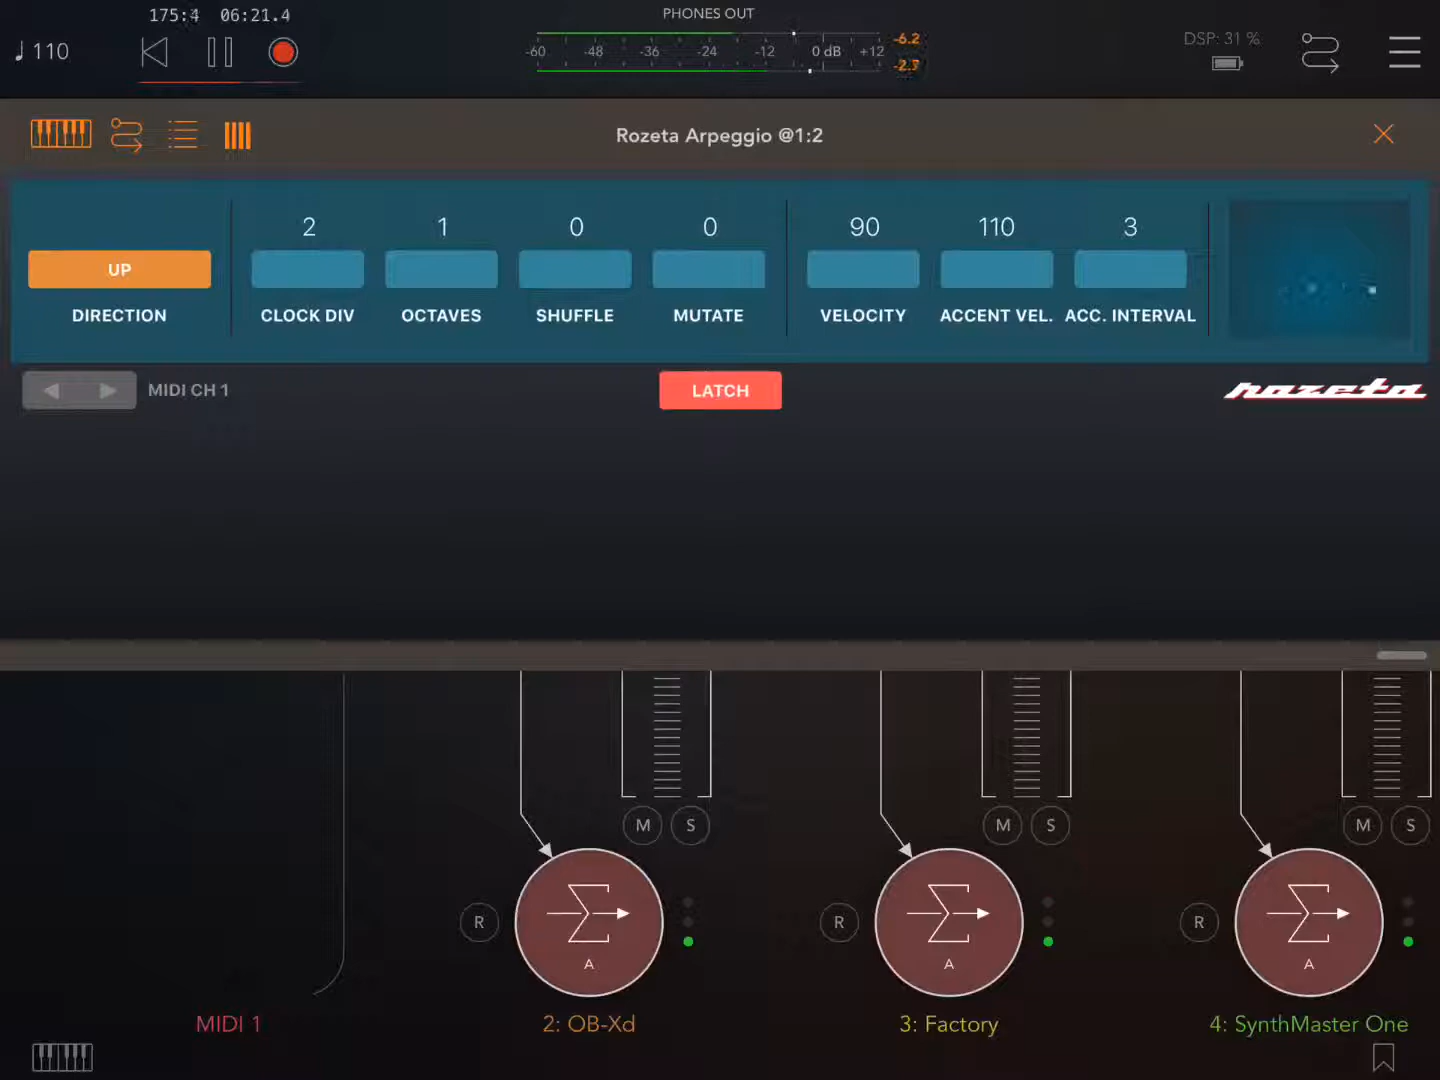 175:4 06:21.4
PHONES OUT
110
-60 -48 -36 -24 -12 0 dB +12
-6.2
-2.7
DSP: 31 %
Rozeta Arpeggio @1:2
2 1 0 0 90 110 3
UP
DIRECTION CLOCK DIV OCTAVES SHUFFLE MUTATE VELOCITY ACCENT VEL. ACC. INTERVAL
MIDI CH 1
LATCH
rozeta
M S M S M S
R R R
A A A
MIDI 1
2: OB-Xd
3: Factory
4: SynthMaster One